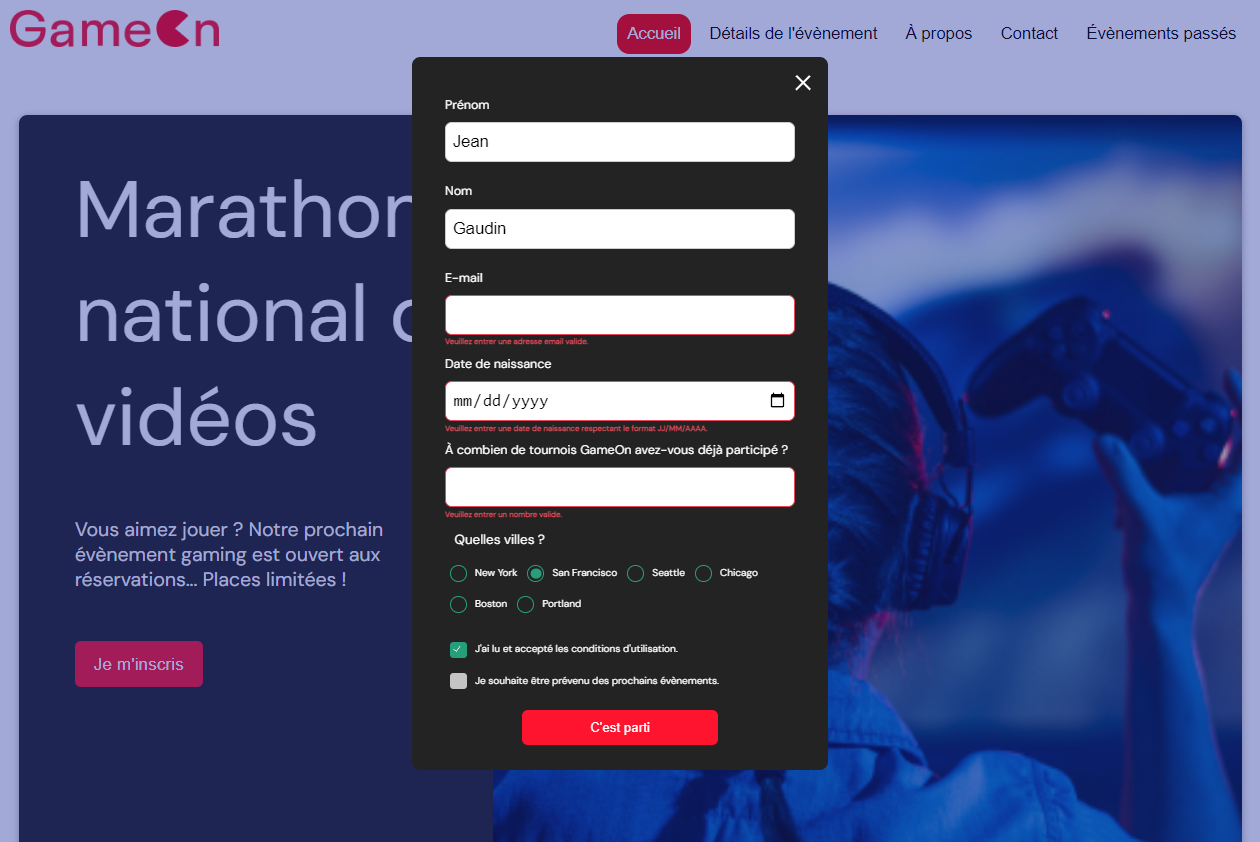 GameOn
Accueil
Détails de l'évènement
À propos
Contact
Évènements passés
Prénom
Jean
Nom
Gaudin
E-mail
Veuillez entrer une adresse email valide.
Date de naissance
mm/dd/yyyy
Veuillez entrer une date de naissance respectant le format JJ/MM/AAAA.
À combien de tournois GameOn avez-vous déjà participé ?
Veuillez entrer un nombre valide.
Quelles villes ?
New York San Francisco Seattle Chicago
Boston Portland
J'ai lu et accepté les conditions d'utilisation.
Je souhaite être prévenu des prochains évènements.
C'est parti
Marathon
national
vidéos
Vous aimez jouer ? Notre prochain
évènement gaming est ouvert aux
réservations... Places limitées !
Je m'inscris